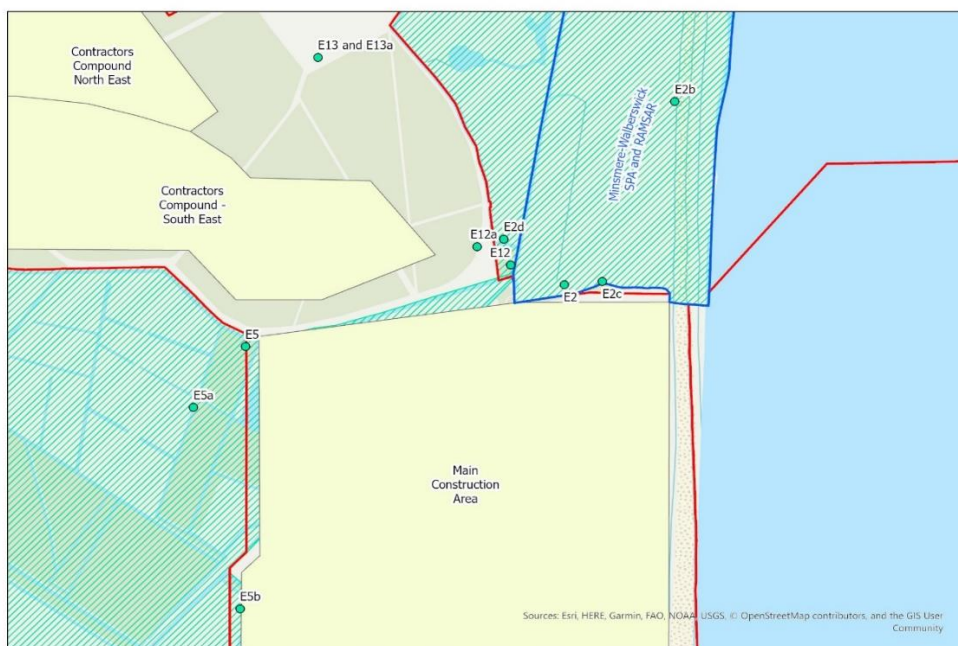 Contractors
Compound
North East
E13 and E13a
E2b
Minsmere-Walberswick
SPA and RAMSAR
Contractors
Compound -
South East
E12a
E2d
E12
E2
E2c
E5
E5a
Main
Construction
Area
E5b
Sources: Esri, HERE, Garmin, FAO, NOAA, USGS, © OpenStreetMap contributors, and the GIS User
Community